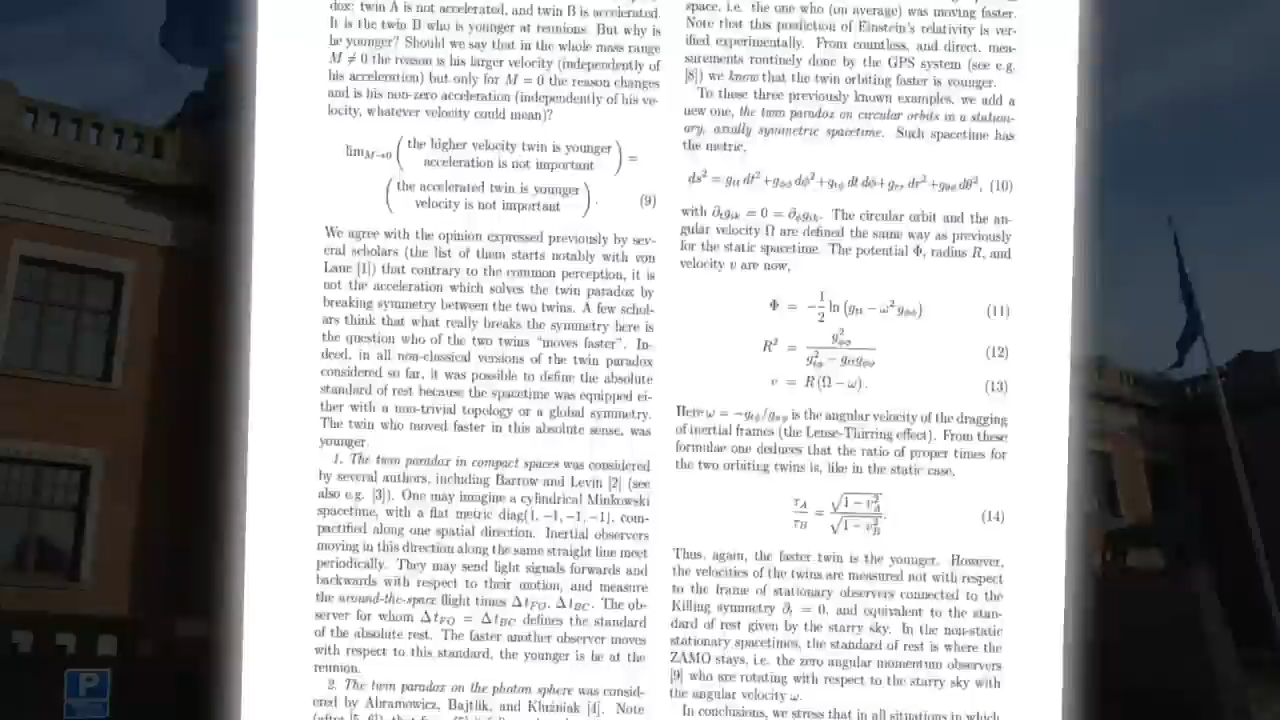 dox: twin A is not accelerated, and twin B is accelerated.
It is the twin B who is younger at reunions. But why is
he younger? Should we say that in the whole mass range
M ≠ 0 the reason is his larger velocity (independently of
his acceleration) but only for M = 0 the reason changes
and is his non-zero acceleration (independently of his ve-
locity, whatever velocity could mean)?
lim M→0 ( the higher velocity twin is younger
acceleration is not important ) =
( the accelerated twin is younger
velocity is not important ) . (9)
We agree with the opinion expressed previously by sev-
eral scholars (the list of them starts notably with von
Laue [1]) that contrary to the common perception, it is
not the acceleration which solves the twin paradox by
breaking symmetry between the two twins. A few schol-
ars think that what really breaks the symmetry here is
the question who of the two twins "moves faster". In-
deed, in all non-classical versions of the twin paradox
considered so far, it was possible to define the absolute
standard of rest because the spacetime was equipped ei-
ther with a non-trivial topology or a global symmetry.
The twin who moved faster in this absolute sense, was
younger.
1. The twin paradox in compact spaces was considered
by several authors, including Barrow and Levin [2] (see
also e.g. [3]). One may imagine a cylindrical Minkowski
spacetime, with a flat metric diag(1, −1, −1, −1), com-
pactified along one spatial direction. Inertial observers
moving in this direction along the same straight line meet
periodically. They may send light signals forwards and
backwards with respect to their motion, and measure
the around-the-space flight times Δt_FO, Δt_BC. The ob-
server for whom Δt_FO = Δt_BC defines the standard
of the absolute rest. The faster another observer moves
with respect to this standard, the younger is he at the
reunion.
2. The twin paradox on the photon sphere was consid-
ered by Abramowicz, Bajtlik, and Kluźniak [4]. Note
space, i.e. the one who (on average) was moving faster.
Note that this prediction of Einstein's relativity is ver-
ified experimentally. From countless, and direct, mea-
surements routinely done by the GPS system (see e.g.
[8]) we know that the twin orbiting faster is younger.
To these three previously known examples, we add a
new one, the twin paradox on circular orbits in a station-
ary, axially symmetric spacetime. Such spacetime has
the metric,
ds² = g_tt dt² + g_φφ dφ² + g_tφ dt dφ + g_rr dr² + g_θθ dθ², (10)
with ∂_t g_ik = 0 = ∂_φ g_ik. The circular orbit and the an-
gular velocity Ω are defined the same way as previously
for the static spacetime. The potential Φ, radius R, and
velocity v are now,
Φ = −1/2 ln (g_tt − ω² g_φφ) (11)
R² = g²_φφ / (g²_tφ − g_tt g_φφ) (12)
v = R (Ω − ω). (13)
Here ω = −g_tφ/g_φφ is the angular velocity of the dragging
of inertial frames (the Lense-Thirring effect). From these
formulae one deduces that the ratio of proper times for
the two orbiting twins is, like in the static case,
τ_A/τ_B = √(1 − v²_A) / √(1 − v²_B) . (14)
Thus, again, the faster twin is the younger. However,
the velocities of the twins are measured not with respect
to the frame of stationary observers connected to the
Killing symmetry ∂_t = 0, and equivalent to the stan-
dard of rest given by the starry sky. In the non-static
stationary spacetimes, the standard of rest is where the
ZAMO stays, i.e. the zero angular momentum observers
[9] who are rotating with respect to the starry sky with
the angular velocity ω.
In conclusions, we stress that in all situations in which
P